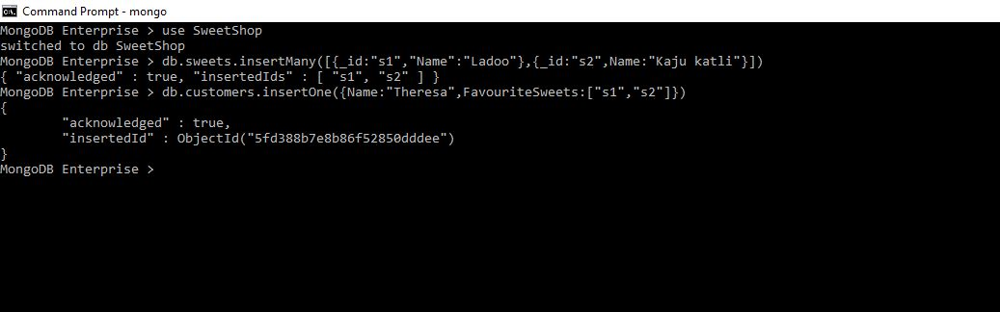 Command Prompt - mongo
MongoDB Enterprise > use SweetShop
switched to db SweetShop
MongoDB Enterprise > db.sweets.insertMany([{_id:"s1","Name":"Ladoo"},{_id:"s2",Name:"Kaju katli"}])
{ "acknowledged" : true, "insertedIds" : [ "s1", "s2" ] }
MongoDB Enterprise > db.customers.insertOne({Name:"Theresa",FavouriteSweets:["s1","s2"]})
{
        "acknowledged" : true,
        "insertedId" : ObjectId("5fd388b7e8b86f52850dddee")
}
MongoDB Enterprise >